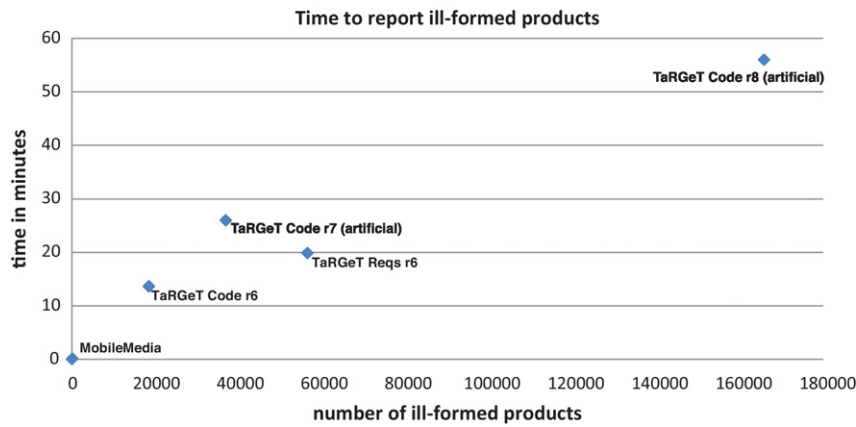 Time to report ill-formed products
60
50
40
30
20
10
0
time in minutes
TaRGeT Code r8 (artificial)
TaRGeT Code r7 (artificial)
TaRGeT Reqs r6
TaRGeT Code r6
MobileMedia
0 20000 40000 60000 80000 100000 120000 140000 160000 180000
number of ill-formed products